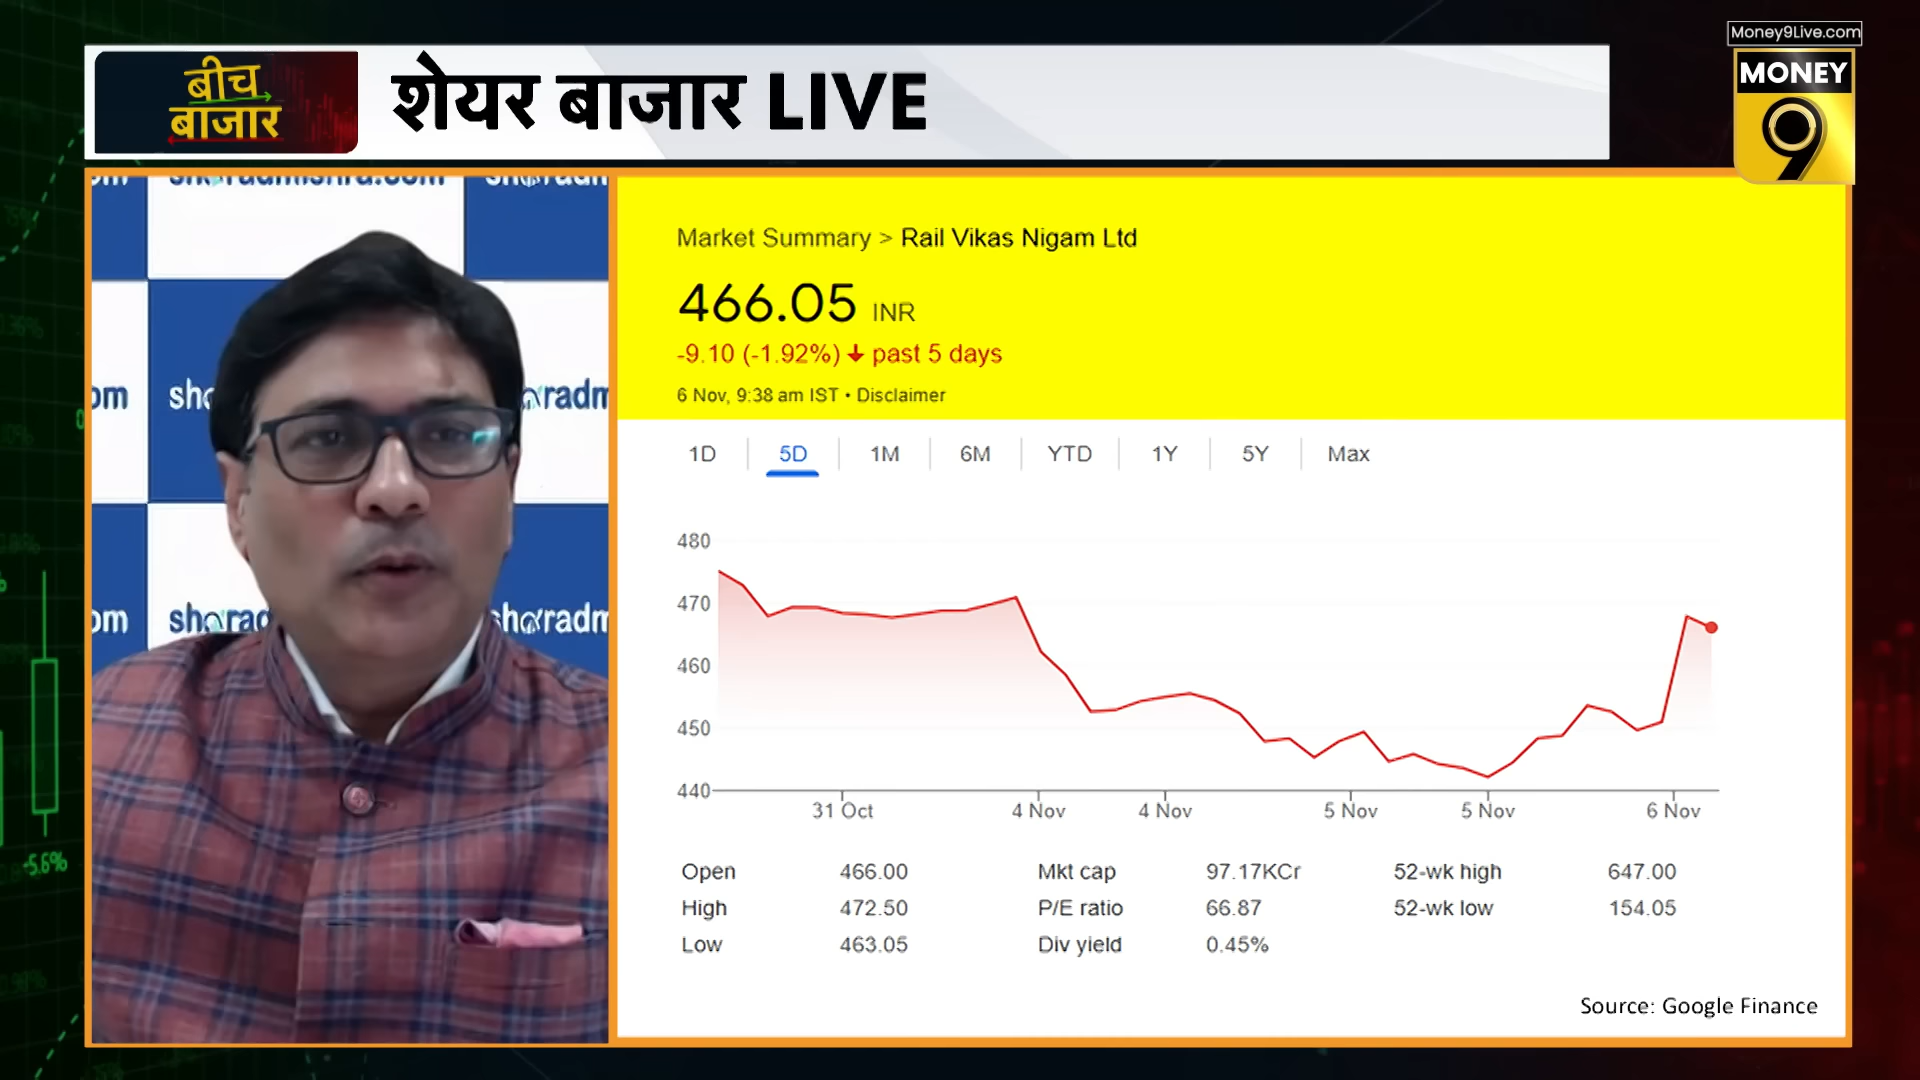 Money9Live.com
MONEY
9
बीच
बाजार
शेयर बाजार LIVE
sharadmishra.com
Market Summary > Rail Vikas Nigam Ltd
466.05 INR
-9.10 (-1.92%) ↓ past 5 days
6 Nov, 9:38 am IST • Disclaimer
1D 5D 1M 6M YTD 1Y 5Y Max
480
470
460
450
440
31 Oct 4 Nov 4 Nov 5 Nov 5 Nov 6 Nov
Open 466.00 Mkt cap 97.17KCr 52-wk high 647.00
High 472.50 P/E ratio 66.87 52-wk low 154.05
Low 463.05 Div yield 0.45%
Source: Google Finance
-5.6%